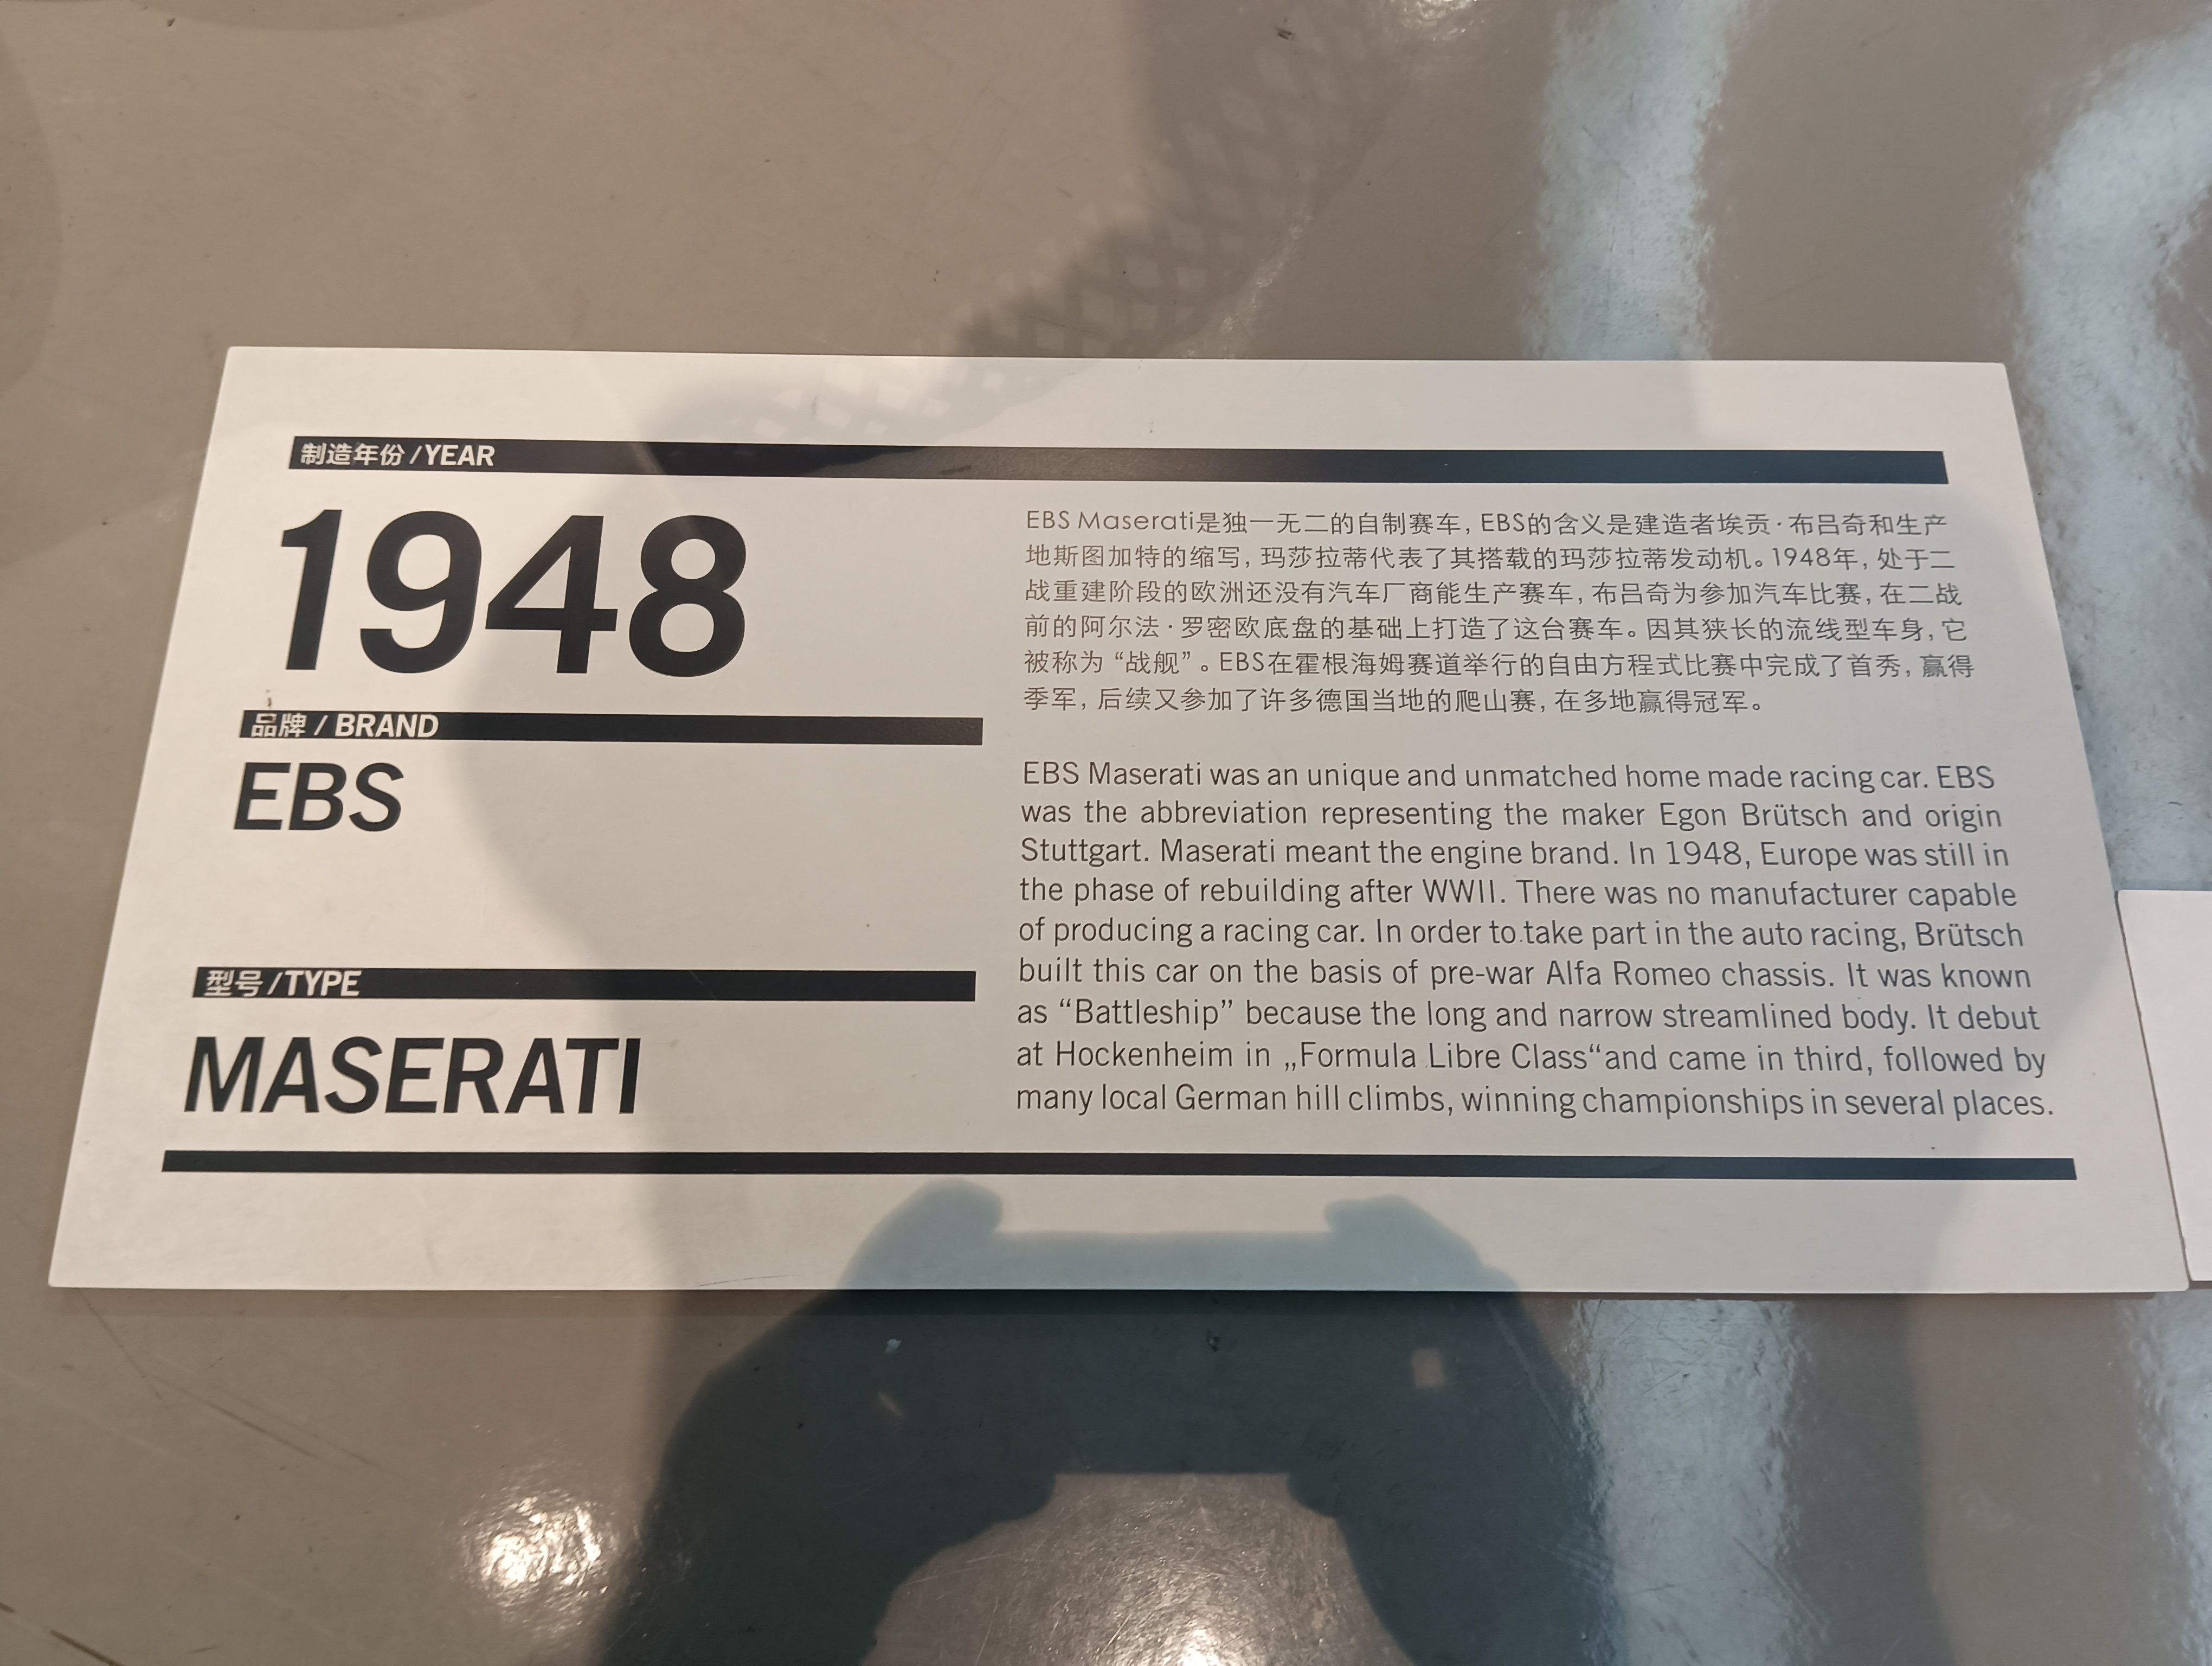 制造年份 / YEAR
1948
品牌 / BRAND
EBS
型号 / TYPE
MASERATI
EBS Maserati是独一无二的自制赛车, EBS的含义是建造者埃贡·布吕奇和生产
地斯图加特的缩写, 玛莎拉蒂代表了其搭载的玛莎拉蒂发动机。1948年, 处于二
战重建阶段的欧洲还没有汽车厂商能生产赛车, 布吕奇为参加汽车比赛, 在二战
前的阿尔法·罗密欧底盘的基础上打造了这台赛车。因其狭长的流线型车身, 它
被称为“战舰”。EBS在霍根海姆赛道举行的自由方程式比赛中完成了首秀, 赢得
季军, 后续又参加了许多德国当地的爬山赛, 在多地赢得冠军。
EBS Maserati was an unique and unmatched home made racing car. EBS
was the abbreviation representing the maker Egon Brütsch and origin
Stuttgart. Maserati meant the engine brand. In 1948, Europe was still in
the phase of rebuilding after WWII. There was no manufacturer capable
of producing a racing car. In order to take part in the auto racing, Brütsch
built this car on the basis of pre-war Alfa Romeo chassis. It was known
as “Battleship” because the long and narrow streamlined body. It debut
at Hockenheim in „Formula Libre Class“and came in third, followed by
many local German hill climbs, winning championships in several places.